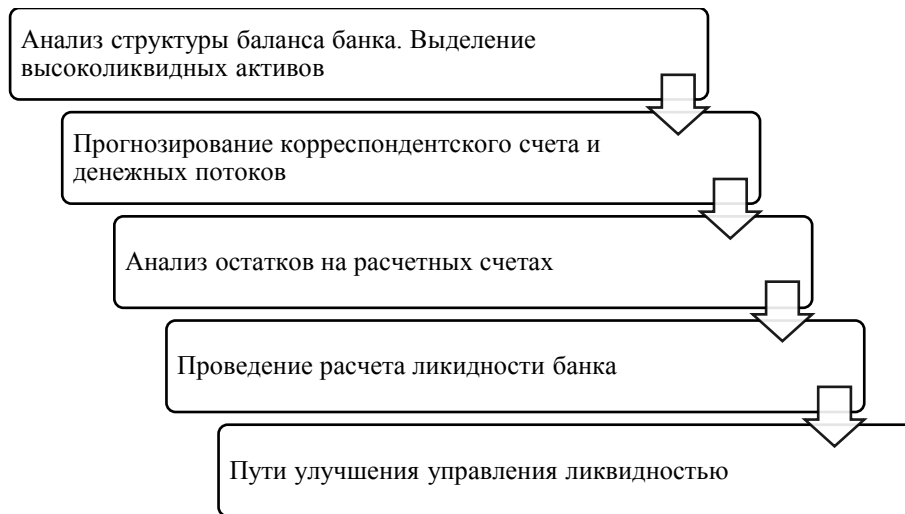 Анализ структуры баланса банка. Выделение
высоколиквидных активов
Прогнозирование корреспондентского счета и
денежных потоков
Анализ остатков на расчетных счетах
Проведение расчета ликидности банка
Пути улучшения управления ликвидностью